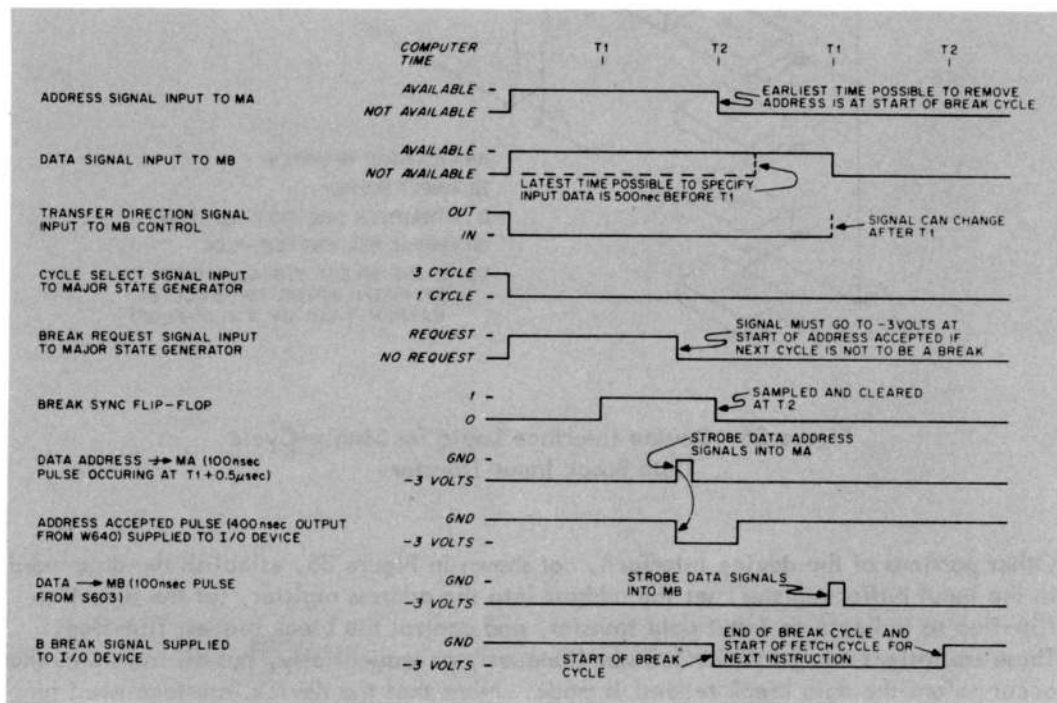 COMPUTER
TIME
T1 T2 T1 T2
ADDRESS SIGNAL INPUT TO MA
AVAILABLE
NOT AVAILABLE
EARLIEST TIME POSSIBLE TO REMOVE
ADDRESS IS AT START OF BREAK CYCLE
DATA SIGNAL INPUT TO MB
AVAILABLE
NOT AVAILABLE
LATEST TIME POSSIBLE TO SPECIFY
INPUT DATA IS 500nec BEFORE T1
TRANSFER DIRECTION SIGNAL
INPUT TO MB CONTROL
OUT
IN
SIGNAL CAN CHANGE
AFTER T1
CYCLE SELECT SIGNAL INPUT
TO MAJOR STATE GENERATOR
3 CYCLE
1 CYCLE
BREAK REQUEST SIGNAL INPUT
TO MAJOR STATE GENERATOR
REQUEST
NO REQUEST
SIGNAL MUST GO TO -3VOLTS AT
START OF ADDRESS ACCEPTED IF
NEXT CYCLE IS NOT TO BE A BREAK
BREAK SYNC FLIP-FLOP
1
0
SAMPLED AND CLEARED
AT T2
DATA ADDRESS → MA (100nsec
PULSE OCCURING AT T1+0.5μsec)
GND
-3 VOLTS
STROBE DATA ADDRESS
SIGNALS INTO MA
ADDRESS ACCEPTED PULSE (400nsec OUTPUT
FROM W640) SUPPLIED TO I/O DEVICE
GND
-3 VOLTS
DATA → MB (100nsec PULSE
FROM S603)
GND
-3 VOLTS
STROBE DATA SIGNALS
INTO MB
B BREAK SIGNAL SUPPLIED
TO I/O DEVICE
GND
-3 VOLTS
START OF BREAK
CYCLE
END OF BREAK CYCLE AND
START OF FETCH CYCLE FOR
NEXT INSTRUCTION